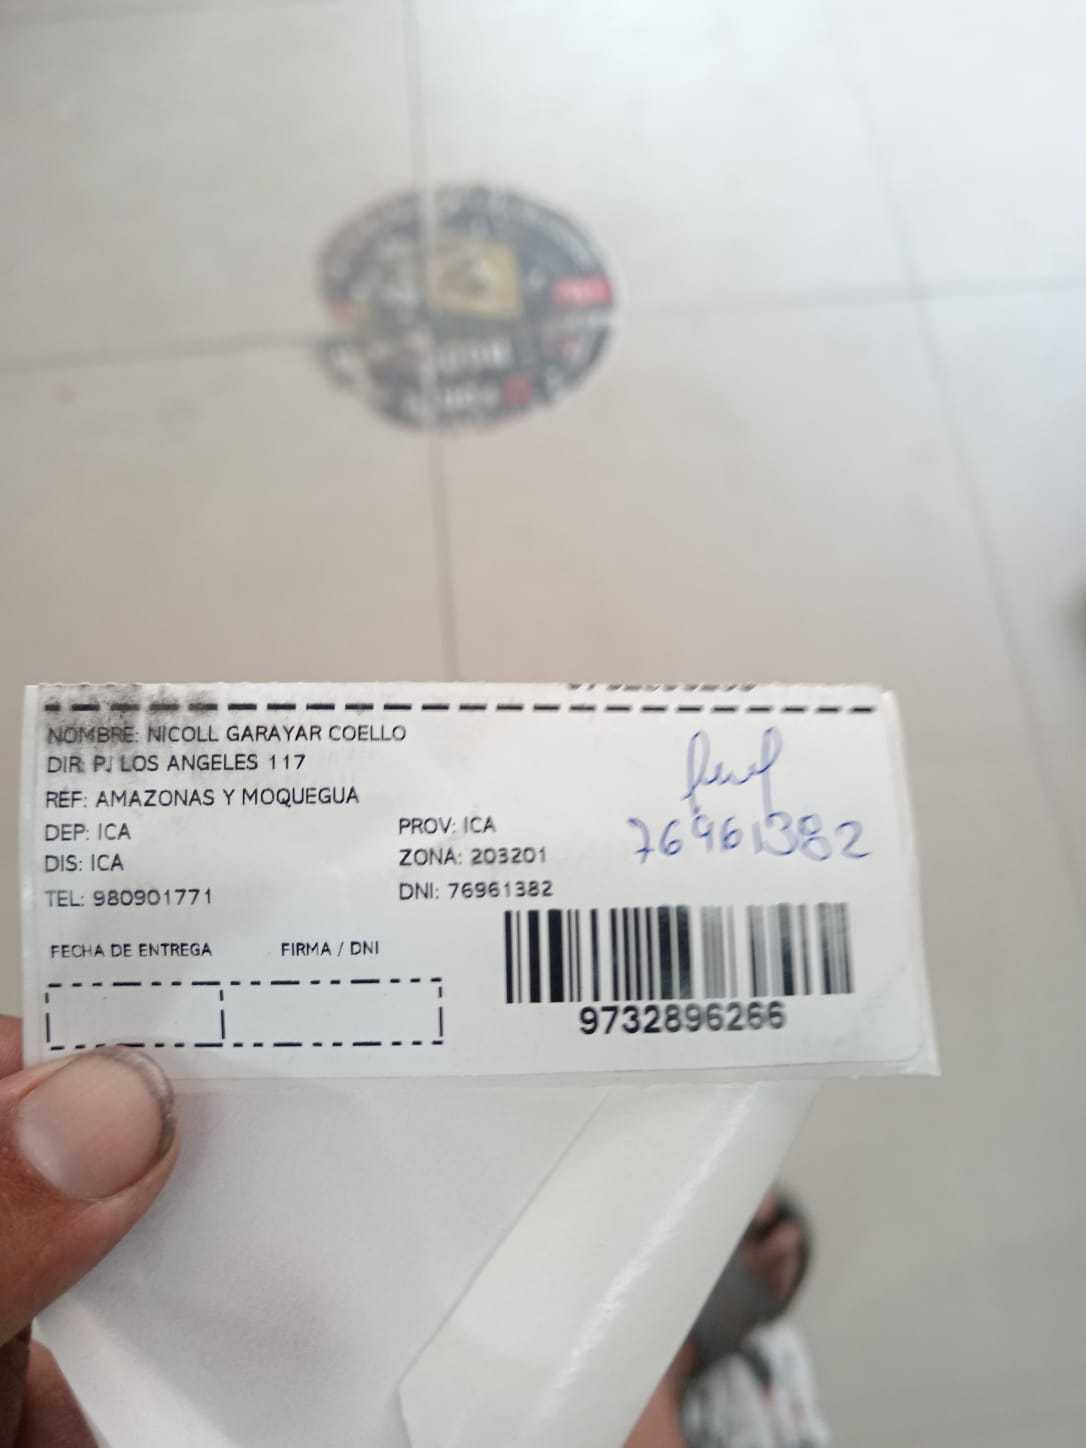 NOMBRE: NICOLL GARAYAR COELLO
DIR: PJ LOS ANGELES 117
REF: AMAZONAS Y MOQUEGUA
DEP: ICA PROV: ICA
DIS: ICA ZONA: 203201
TEL: 980901771 DNI: 76961382
76961382
FECHA DE ENTREGA FIRMA / DNI
9732896266